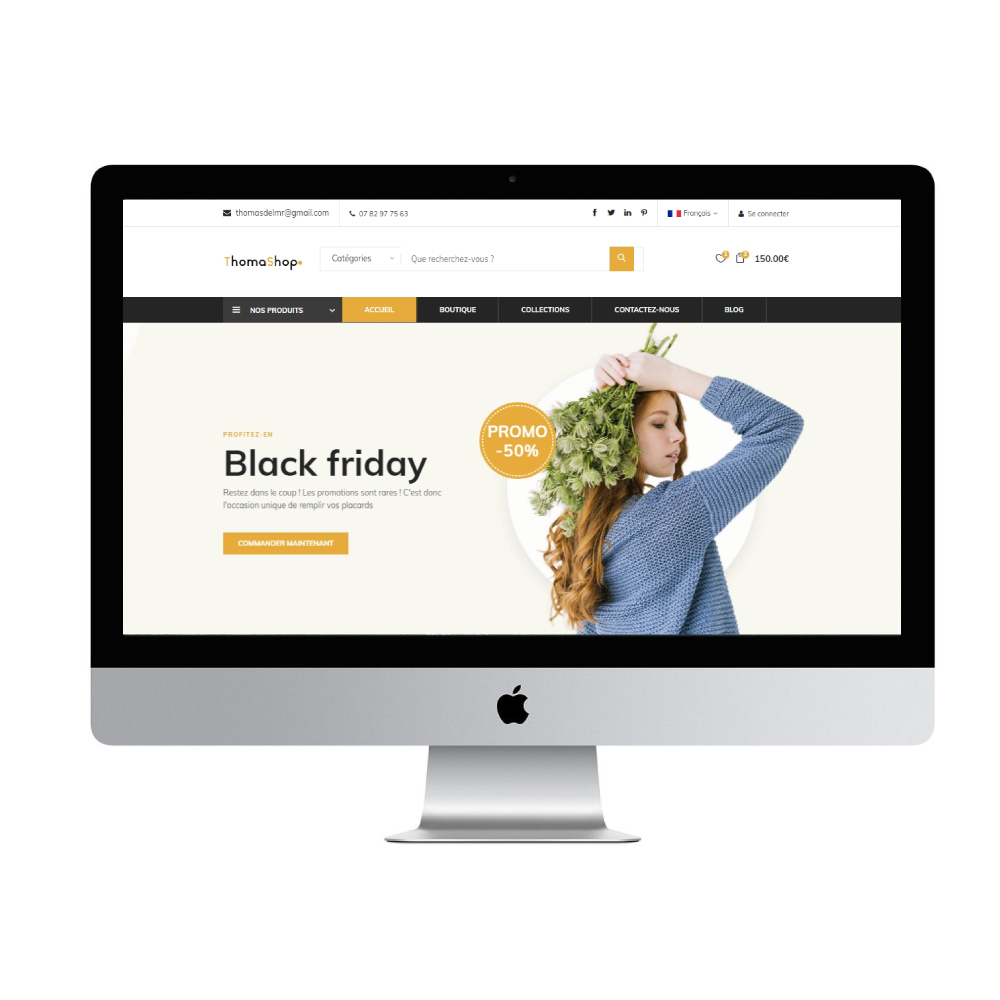 thomasdelmr@gmail.com 07 82 97 75 63 Français Se connecter
ThomaShop Catégories Que recherchez-vous ? 150.00€
NOS PRODUITS ACCUEIL BOUTIQUE COLLECTIONS CONTACTEZ-NOUS BLOG
PROMO
-50%
PROFITEZ-EN
Black friday
Restez dans le coup ! Les promotions sont rares ! C'est donc
l'occasion unique de remplir vos placards
COMMANDER MAINTENANT